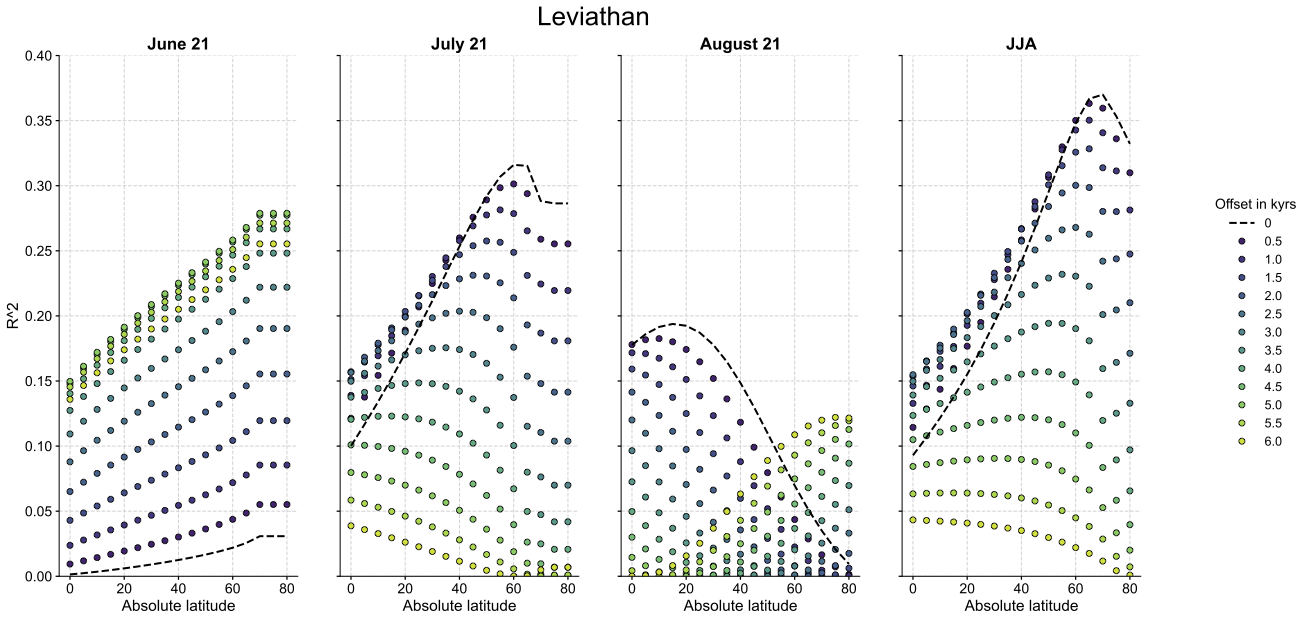 Leviathan
June 21
July 21
August 21
JJA
R^2
0.40
0.35
0.30
0.25
0.20
0.15
0.10
0.05
0.00
0 20 40 60 80
0 20 40 60 80
0 20 40 60 80
0 20 40 60 80
Absolute latitude
Absolute latitude
Absolute latitude
Absolute latitude
Offset in kyrs
0
0.5
1.0
1.5
2.0
2.5
3.0
3.5
4.0
4.5
5.0
5.5
6.0